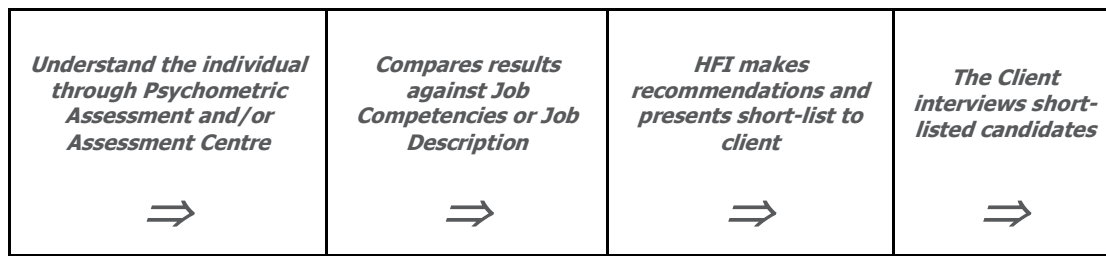 Understand the individual
through Psychometric
Assessment and/or
Assessment Centre
⇒
Compares results
against Job
Competencies or Job
Description
⇒
HFI makes
recommendations and
presents short-list to
client
⇒
The Client
interviews short-
listed candidates
⇒